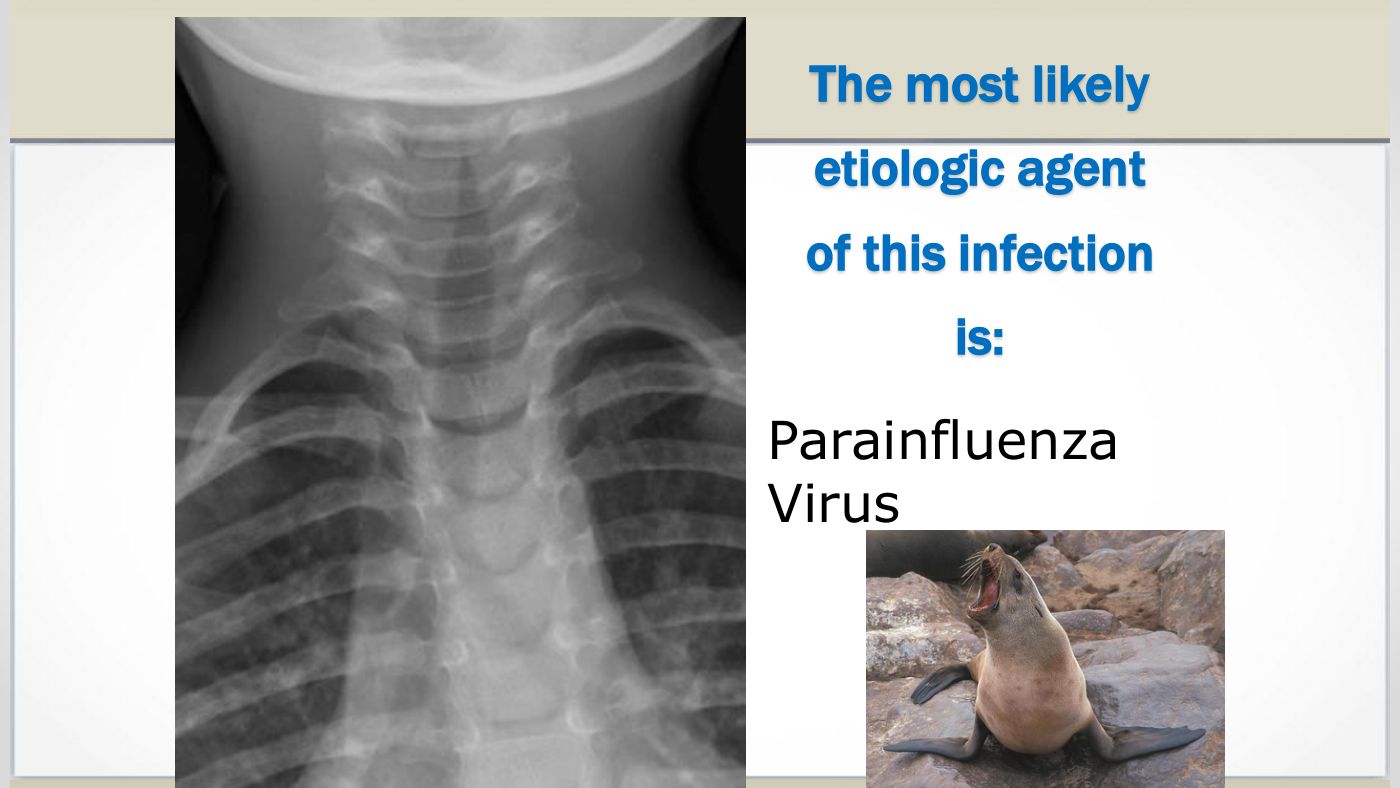 The most likely
etiologic agent
of this infection
is:
Parainfluenza
Virus